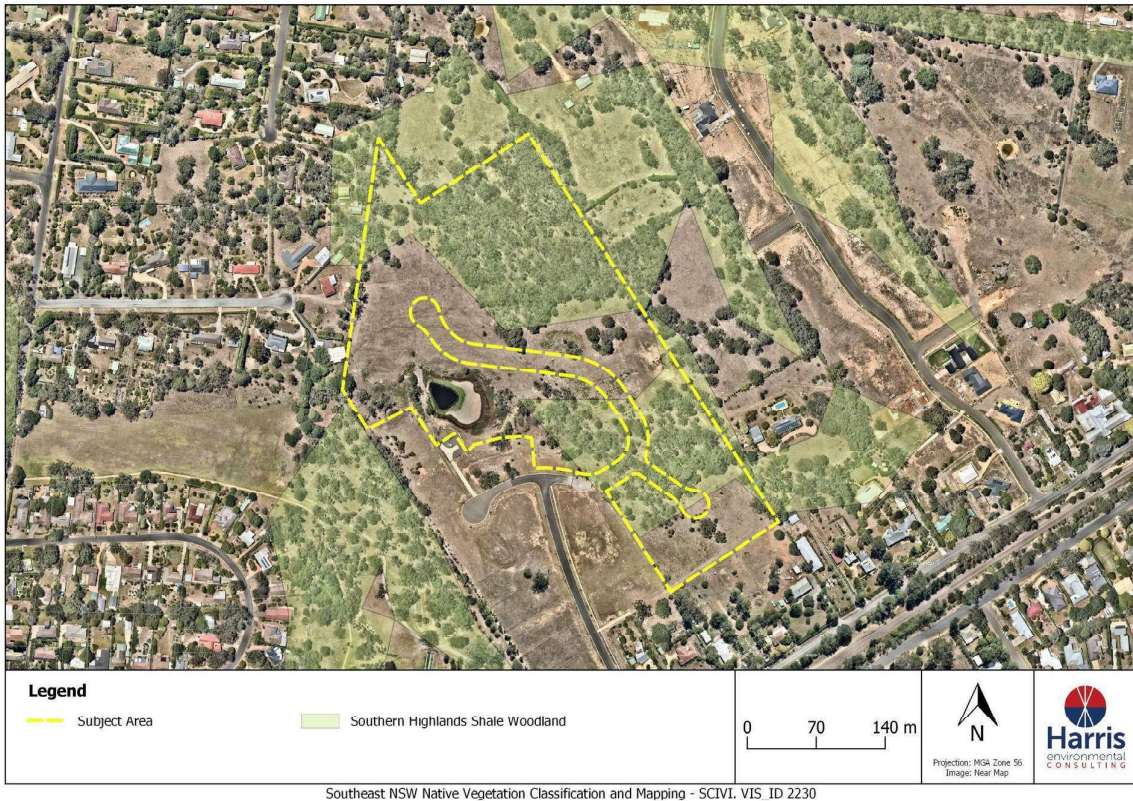 Legend
Subject Area
Southern Highlands Shale Woodland
0 70 140 m
N
Projection: MGA Zone 56
Image: Near Map
Harris
environmental
CONSULTING
Southeast NSW Native Vegetation Classification and Mapping - SCIVI. VIS_ID 2230